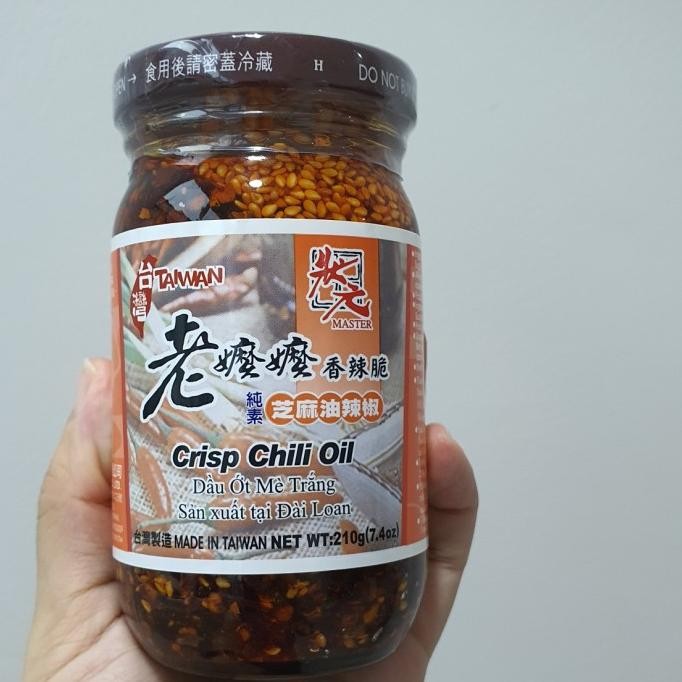 食用後請密蓋冷藏 H DO NOT
台灣 TAIWAN
狀元
MASTER
老嬤嬤 香辣脆
純素 芝麻油辣椒
Crisp Chili Oil
Dầu Ớt Mè Trắng
Sản xuất tại Đài Loan
台灣製造 MADE IN TAIWAN NET WT:210g(7.4oz)